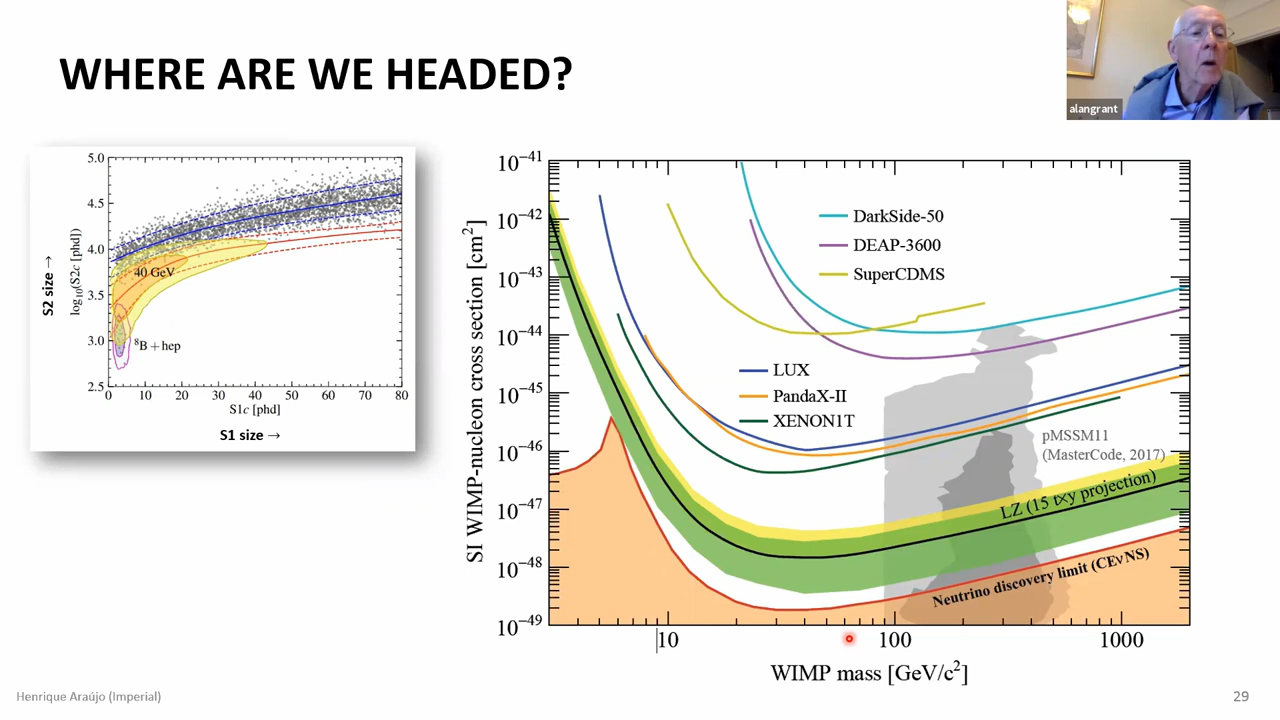 alangrant
WHERE ARE WE HEADED?
5.0
4.5
4.0
3.5
3.0
2.5
S2 size →
log₁₀(S2c [phd])
40 GeV
⁸B + hep
0 10 20 30 40 50 60 70 80
S1c [phd]
S1 size →
10⁻⁴¹
10⁻⁴²
10⁻⁴³
10⁻⁴⁴
10⁻⁴⁵
10⁻⁴⁶
10⁻⁴⁷
10⁻⁴⁸
10⁻⁴⁹
SI WIMP-nucleon cross section [cm²]
DarkSide-50
DEAP-3600
SuperCDMS
LUX
PandaX-II
XENON1T
pMSSM11
(MasterCode, 2017)
LZ (15 txy projection)
Neutrino discovery limit (CEνNS)
10 100 1000
WIMP mass [GeV/c²]
Henrique Araújo (Imperial)
29